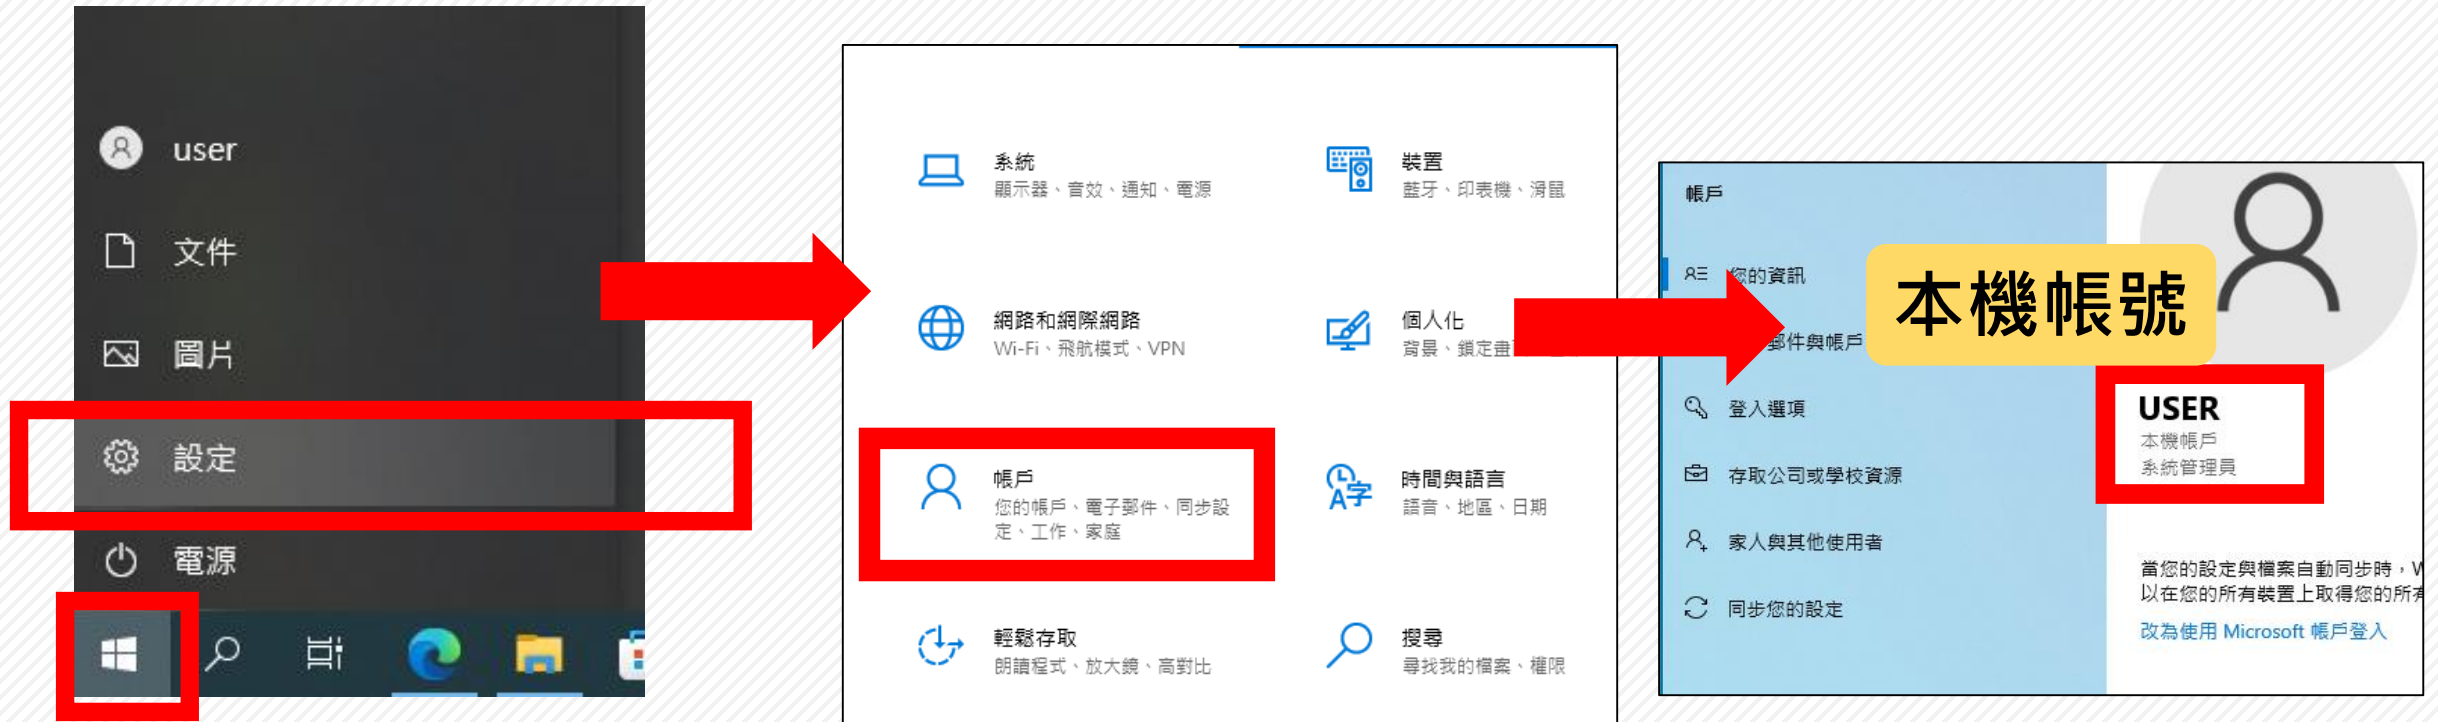 user
文件
圖片
設定
電源
系統
顯示器、音效、通知、電源
裝置
藍牙、印表機、滑鼠
網路和網際網路
Wi-Fi、飛航模式、VPN
個人化
背景、鎖定畫
帳戶
您的帳戶、電子郵件、同步設
定、工作、家庭
時間與語言
語音、地區、日期
輕鬆存取
朗讀程式、放大鏡、高對比
搜尋
尋找我的檔案、權限
帳戶
您的資訊
郵件與帳戶
登入選項
存取公司或學校資源
家人與其他使用者
同步您的設定
本機帳號
USER
本機帳戶
系統管理員
當您的設定與檔案自動同步時，W
以在您的所有裝置上取得您的所有
改為使用 Microsoft 帳戶登入